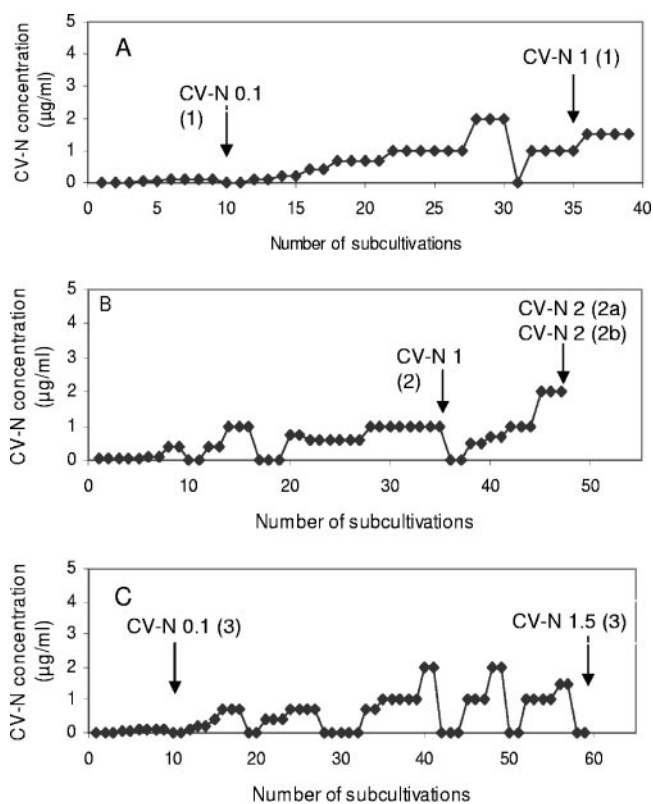 A
CV-N concentration
(µg/ml)
5
4
3
2
1
0
CV-N 0.1
(1)
CV-N 1 (1)
0 5 10 15 20 25 30 35 40
Number of subcultivations
B
CV-N concentration
(µg/ml)
5
4
3
2
1
0
CV-N 1
(2)
CV-N 2 (2a)
CV-N 2 (2b)
0 10 20 30 40 50
Number of subcultivations
C
CV-N concentration
(µg/ml)
5
4
3
2
1
0
CV-N 0.1 (3)
CV-N 1.5 (3)
0 10 20 30 40 50 60
Number of subcultivations